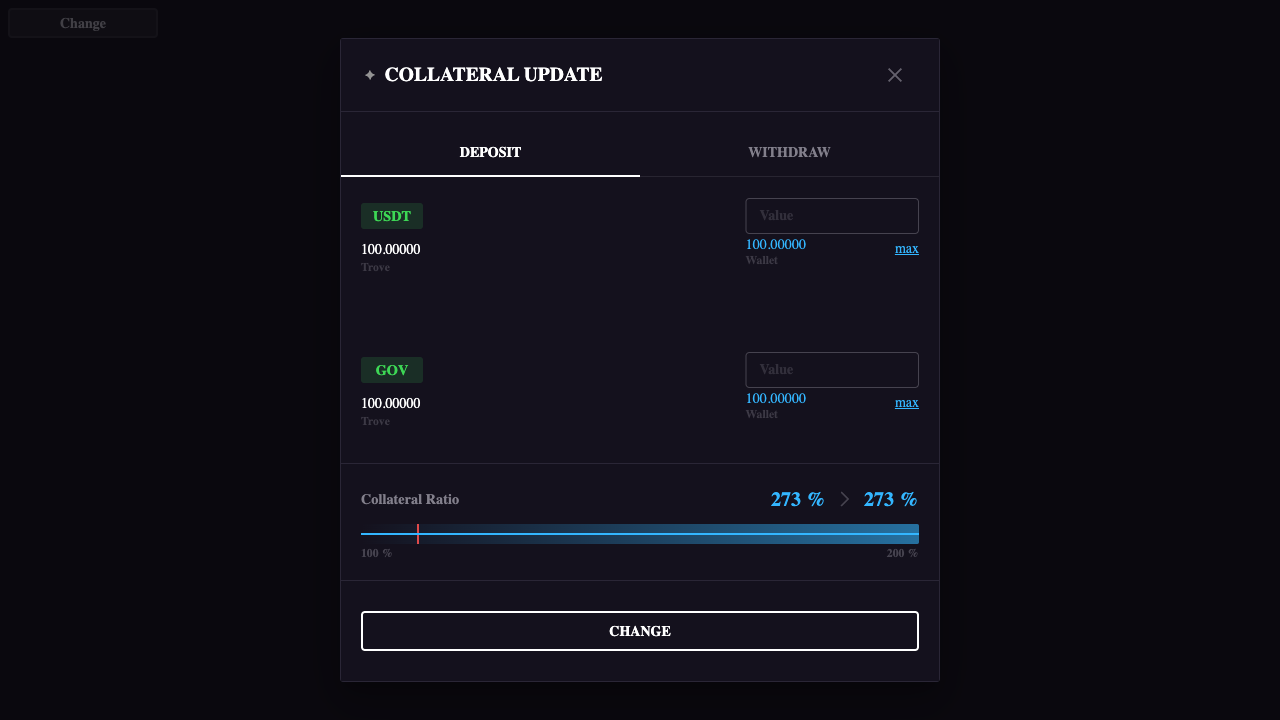 Change
COLLATERAL UPDATE
DEPOSIT
WITHDRAW
USDT
Value
100.00000
Trove
100.00000
Wallet
max
GOV
Value
100.00000
Trove
100.00000
Wallet
max
Collateral Ratio
273 %
273 %
100 %
200 %
CHANGE